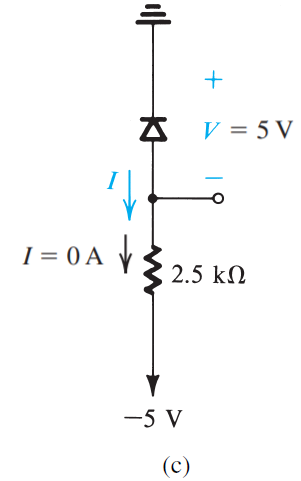 +
V = 5 V
−
I
I = 0 A
2.5 kΩ
−5 V
(c)